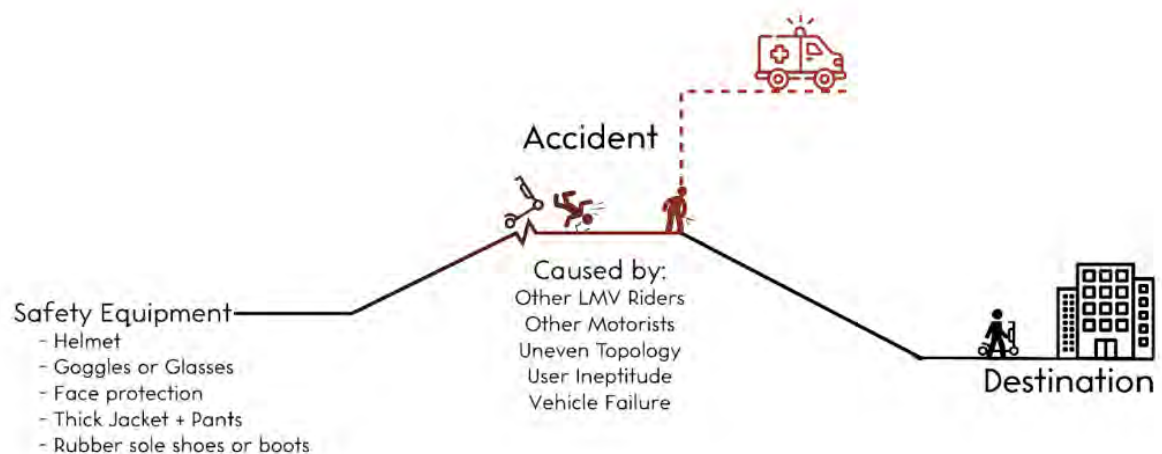 Accident
Safety Equipment
- Helmet
- Goggles or Glasses
- Face protection
- Thick Jacket + Pants
- Rubber sole shoes or boots
Caused by:
Other LMV Riders
Other Motorists
Uneven Topology
User Ineptitude
Vehicle Failure
Destination